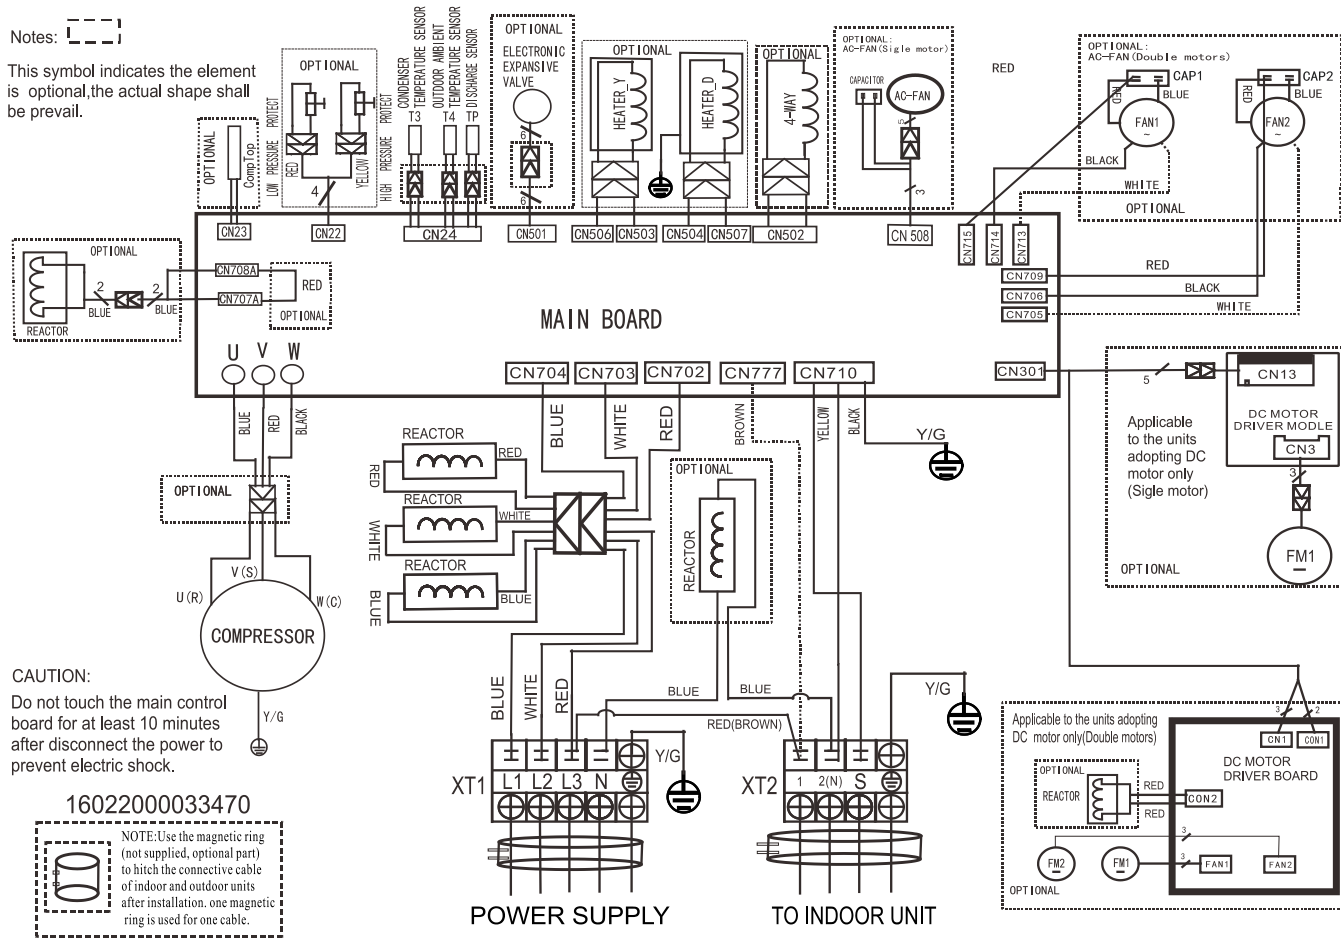 Notes:
This symbol indicates the element
is optional,the actual shape shall
be prevail.
OPTIONAL
CompTop
CN23
OPTIONAL
LOW PRESSURE PROTECT
RED
YELLOW
HIGH PRESSURE PROTECT
4
CN22
CONDENSER
TEMPERATURE SENSOR
T3
OUTDOOR AMBIENT
TEMPERATURE SENSOR
T4
DISCHARGE SENSOR
TP
CN24
OPTIONAL
ELECTRONIC
EXPANSIVE
VALVE
6
6
CN501
OPTIONAL
HEATER_Y
HEATER_D
CN506
CN503
CN504
CN507
OPTIONAL
4-WAY
CN502
OPTIONAL:
AC-FAN(Sigle motor)
CAPACITOR
AC-FAN
5
3
CN 508
RED
OPTIONAL:
AC-FAN(Double motors)
CAP1
RED
BLUE
FAN1
~
BLACK
WHITE
CAP2
RED
BLUE
FAN2
~
OPTIONAL
CN715
CN714
CN713
CN709
RED
CN706
BLACK
CN705
WHITE
OPTIONAL
REACTOR
2
BLUE
2
BLUE
CN708A
CN707A
RED
OPTIONAL
MAIN BOARD
U
V
W
BLUE
RED
BLACK
OPTIONAL
V(S)
U(R)
W(C)
COMPRESSOR
Y/G
CN704
CN703
CN702
CN777
CN710
CN301
BLUE
WHITE
RED
BROWN
YELLOW
BLACK
Y/G
REACTOR
RED
RED
REACTOR
WHITE
WHITE
REACTOR
BLUE
BLUE
OPTIONAL
REACTOR
BLUE
WHITE
RED
BLUE
BLUE
RED(BROWN)
Y/G
Y/G
XT1
L1
L2
L3
N
XT2
1
2(N)
S
POWER SUPPLY
TO INDOOR UNIT
5
CN13
DC MOTOR
DRIVER MODLE
CN3
3
FM1
Applicable
to the units
adopting DC
motor only
(Sigle motor)
OPTIONAL
Applicable to the units adopting
DC motor only(Double motors)
3
2
CN1
CON1
DC MOTOR
DRIVER BOARD
OPTIONAL
REACTOR
RED
RED
CON2
3
3
FM2
FM1
FAN1
FAN2
OPTIONAL
CAUTION:
Do not touch the main control
board for at least 10 minutes
after disconnect the power to
prevent electric shock.
16022000033470
NOTE:Use the magnetic ring
(not supplied, optional part)
to hitch the connective cable
of indoor and outdoor units
after installation. one magnetic
ring is used for one cable.